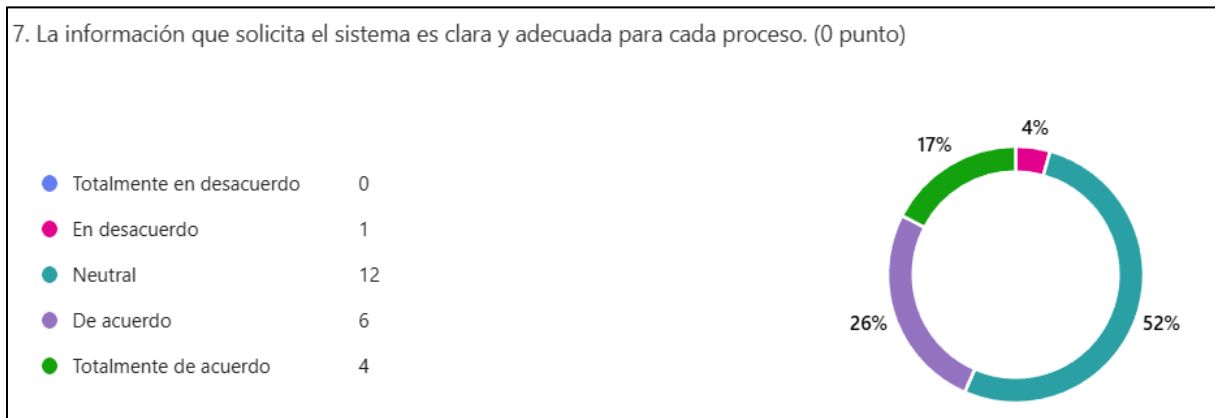 7. La información que solicita el sistema es clara y adecuada para cada proceso. (0 punto)
Totalmente en desacuerdo 0
En desacuerdo 1
Neutral 12
De acuerdo 6
Totalmente de acuerdo 4
4%
17%
26%
52%